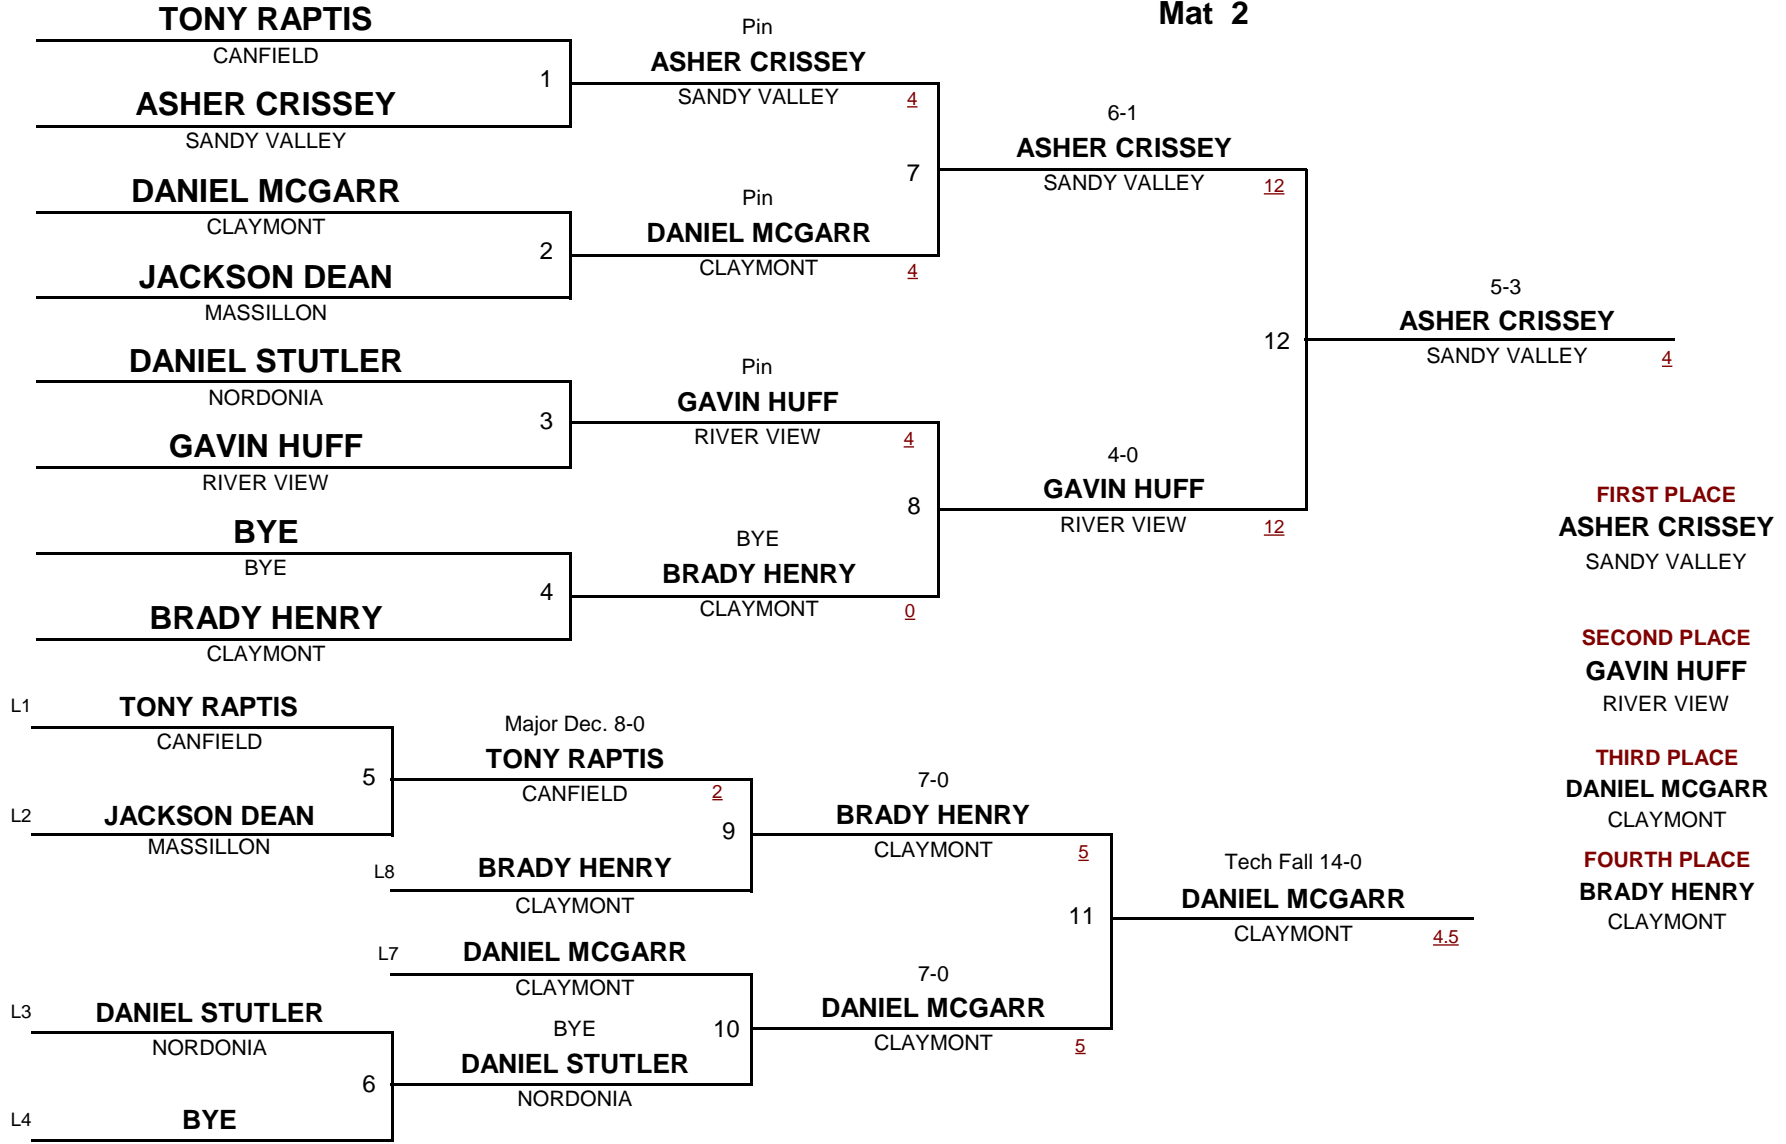 Mat 2
TONY RAPTIS
CANFIELD
1
ASHER CRISSEY
SANDY VALLEY
DANIEL MCGARR
CLAYMONT
2
JACKSON DEAN
MASSILLON
DANIEL STUTLER
NORDONIA
3
GAVIN HUFF
RIVER VIEW
BYE
BYE
4
BRADY HENRY
CLAYMONT
Pin
ASHER CRISSEY
SANDY VALLEY 4
7
Pin
DANIEL MCGARR
CLAYMONT 4
Pin
GAVIN HUFF
RIVER VIEW 4
8
BYE
BRADY HENRY
CLAYMONT 0
6-1
ASHER CRISSEY
SANDY VALLEY 12
12
4-0
GAVIN HUFF
RIVER VIEW 12
5-3
ASHER CRISSEY
SANDY VALLEY 4
FIRST PLACE
ASHER CRISSEY
SANDY VALLEY
SECOND PLACE
GAVIN HUFF
RIVER VIEW
THIRD PLACE
DANIEL MCGARR
CLAYMONT
FOURTH PLACE
BRADY HENRY
CLAYMONT
L1 TONY RAPTIS
CANFIELD
5
L2 JACKSON DEAN
MASSILLON
Major Dec. 8-0
TONY RAPTIS
CANFIELD 2
9
L8 BRADY HENRY
CLAYMONT
L7 DANIEL MCGARR
CLAYMONT
BYE 10
DANIEL STUTLER
NORDONIA
L3 DANIEL STUTLER
NORDONIA
6
L4 BYE
7-0
BRADY HENRY
CLAYMONT 5
11
7-0
DANIEL MCGARR
CLAYMONT 5
Tech Fall 14-0
DANIEL MCGARR
CLAYMONT 4.5